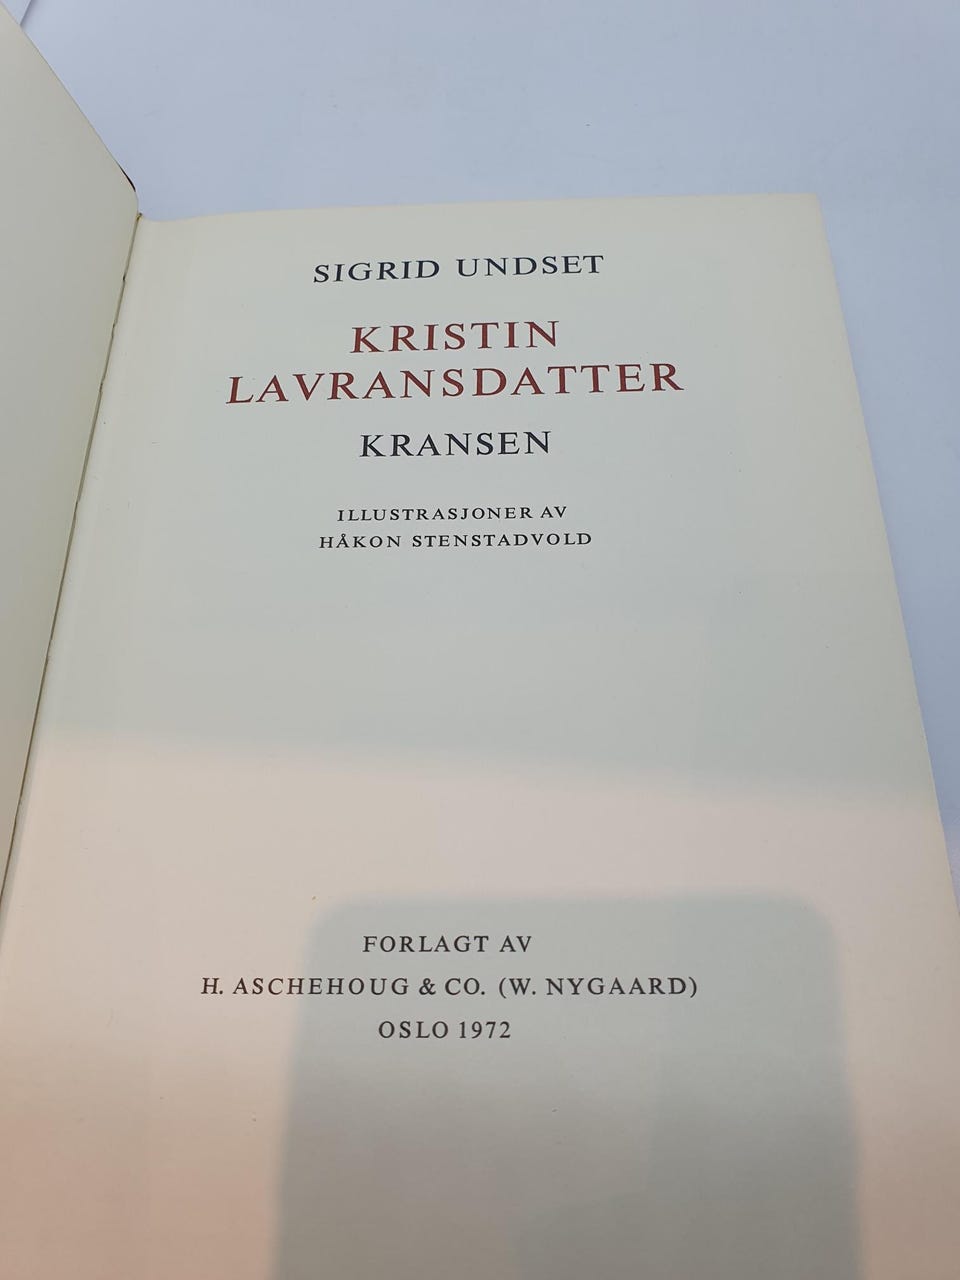 SIGRID UNDSET
KRISTIN
LAVRANSDATTER
KRANSEN
ILLUSTRASJONER AV
HÅKON STENSTADVOLD
FORLAGT AV
H. ASCHEHOUG & CO. (W. NYGAARD)
OSLO 1972